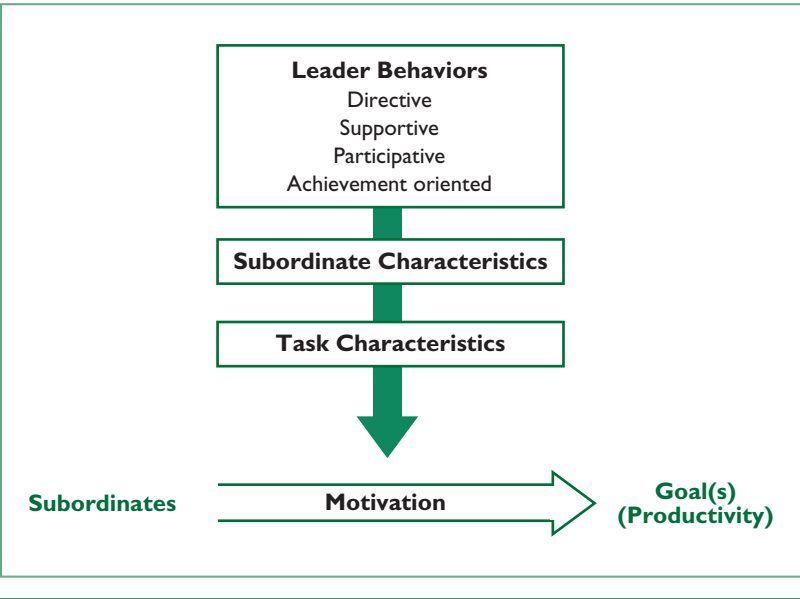 Leader Behaviors
Directive
Supportive
Participative
Achievement oriented
Subordinate Characteristics
Task Characteristics
Subordinates
Motivation
Goal(s)
(Productivity)